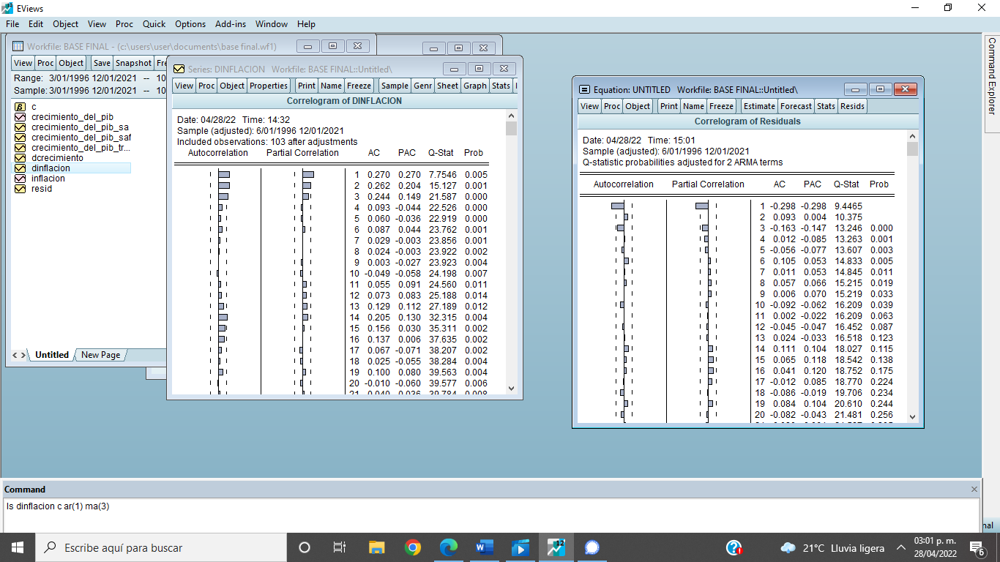 EViews
File Edit Object View Proc Quick Options Add-ins Window Help
Command Explorer
Workfile: BASE FINAL - (c:\users\user\documents\base final.wf1)
View Proc Object Save Snapshot
Range: 3/01/1996 12/01/2021 -- 10
Sample: 3/01/1996 12/01/2021 -- 10
c
crecimiento_del_pib
crecimiento_del_pib_sa
crecimiento_del_pib_saf
crecimiento_del_pib_tr...
dcrecimiento
dinflacion
inflacion
resid
Untitled New Page
Series: DINFLACION Workfile: BASE FINAL::Untitled\
View Proc Object Properties Print Name Freeze Sample Genr Sheet Graph Stats
Correlogram of DINFLACION
Date: 04/28/22 Time: 14:32
Sample (adjusted): 6/01/1996 12/01/2021
Included observations: 103 after adjustments
Autocorrelation Partial Correlation AC PAC Q-Stat Prob
1 0.270 0.270 7.7546 0.005
2 0.262 0.204 15.127 0.001
3 0.244 0.149 21.587 0.000
4 0.093 -0.044 22.526 0.000
5 0.060 -0.036 22.919 0.000
6 0.087 0.044 23.762 0.001
7 0.029 -0.003 23.856 0.001
8 0.024 -0.003 23.922 0.002
9 0.003 -0.027 23.923 0.004
10 -0.049 -0.058 24.198 0.007
11 0.055 0.091 24.560 0.011
12 0.073 0.083 25.188 0.014
13 0.129 0.112 27.189 0.012
14 0.205 0.130 32.315 0.004
15 0.156 0.030 35.311 0.002
16 0.137 0.006 37.635 0.002
17 0.067 -0.071 38.207 0.002
18 0.025 -0.055 38.284 0.004
19 0.100 0.080 39.563 0.004
20 -0.010 -0.060 39.577 0.006
Equation: UNTITLED Workfile: BASE FINAL::Untitled\
View Proc Object Print Name Freeze Estimate Forecast Stats Resids
Correlogram of Residuals
Date: 04/28/22 Time: 15:01
Sample (adjusted): 6/01/1996 12/01/2021
Q-statistic probabilities adjusted for 2 ARMA terms
Autocorrelation Partial Correlation AC PAC Q-Stat Prob
1 -0.298 -0.298 9.4465
2 0.093 0.004 10.375
3 -0.163 -0.147 13.246 0.000
4 0.012 -0.085 13.263 0.001
5 -0.056 -0.077 13.607 0.003
6 0.105 0.053 14.833 0.005
7 0.011 0.053 14.845 0.011
8 0.057 0.066 15.215 0.019
9 0.006 0.070 15.219 0.033
10 -0.092 -0.062 16.209 0.039
11 0.002 -0.022 16.209 0.063
12 -0.045 -0.047 16.452 0.087
13 0.024 -0.033 16.518 0.123
14 0.111 0.104 18.027 0.115
15 0.065 0.118 18.542 0.138
16 0.041 0.120 18.752 0.175
17 -0.012 0.085 18.770 0.224
18 -0.086 -0.019 19.706 0.234
19 0.084 0.104 20.610 0.244
20 -0.082 -0.043 21.481 0.256
Command
ls dinflacion c ar(1) ma(3)
Escribe aquí para buscar
12
21°C Lluvia ligera
03:01 p. m.
28/04/2022
6